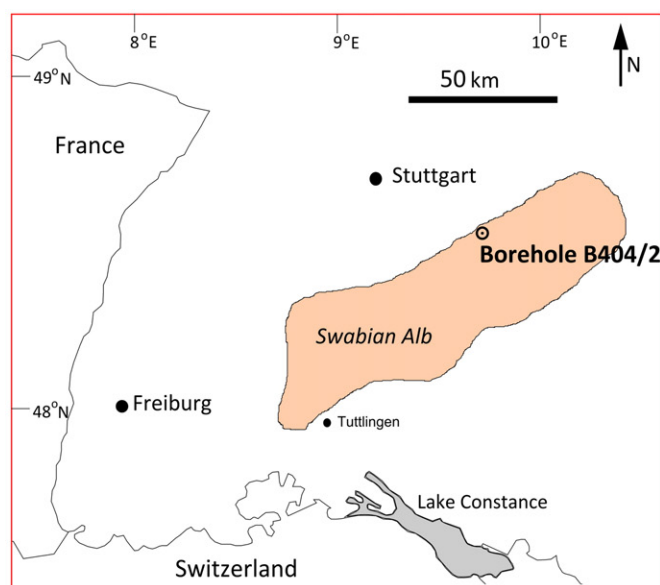 8°E
9°E
10°E
49°N
N
50 km
France
Stuttgart
Borehole B404/2
Swabian Alb
48°N
Freiburg
Tuttlingen
Lake Constance
Switzerland